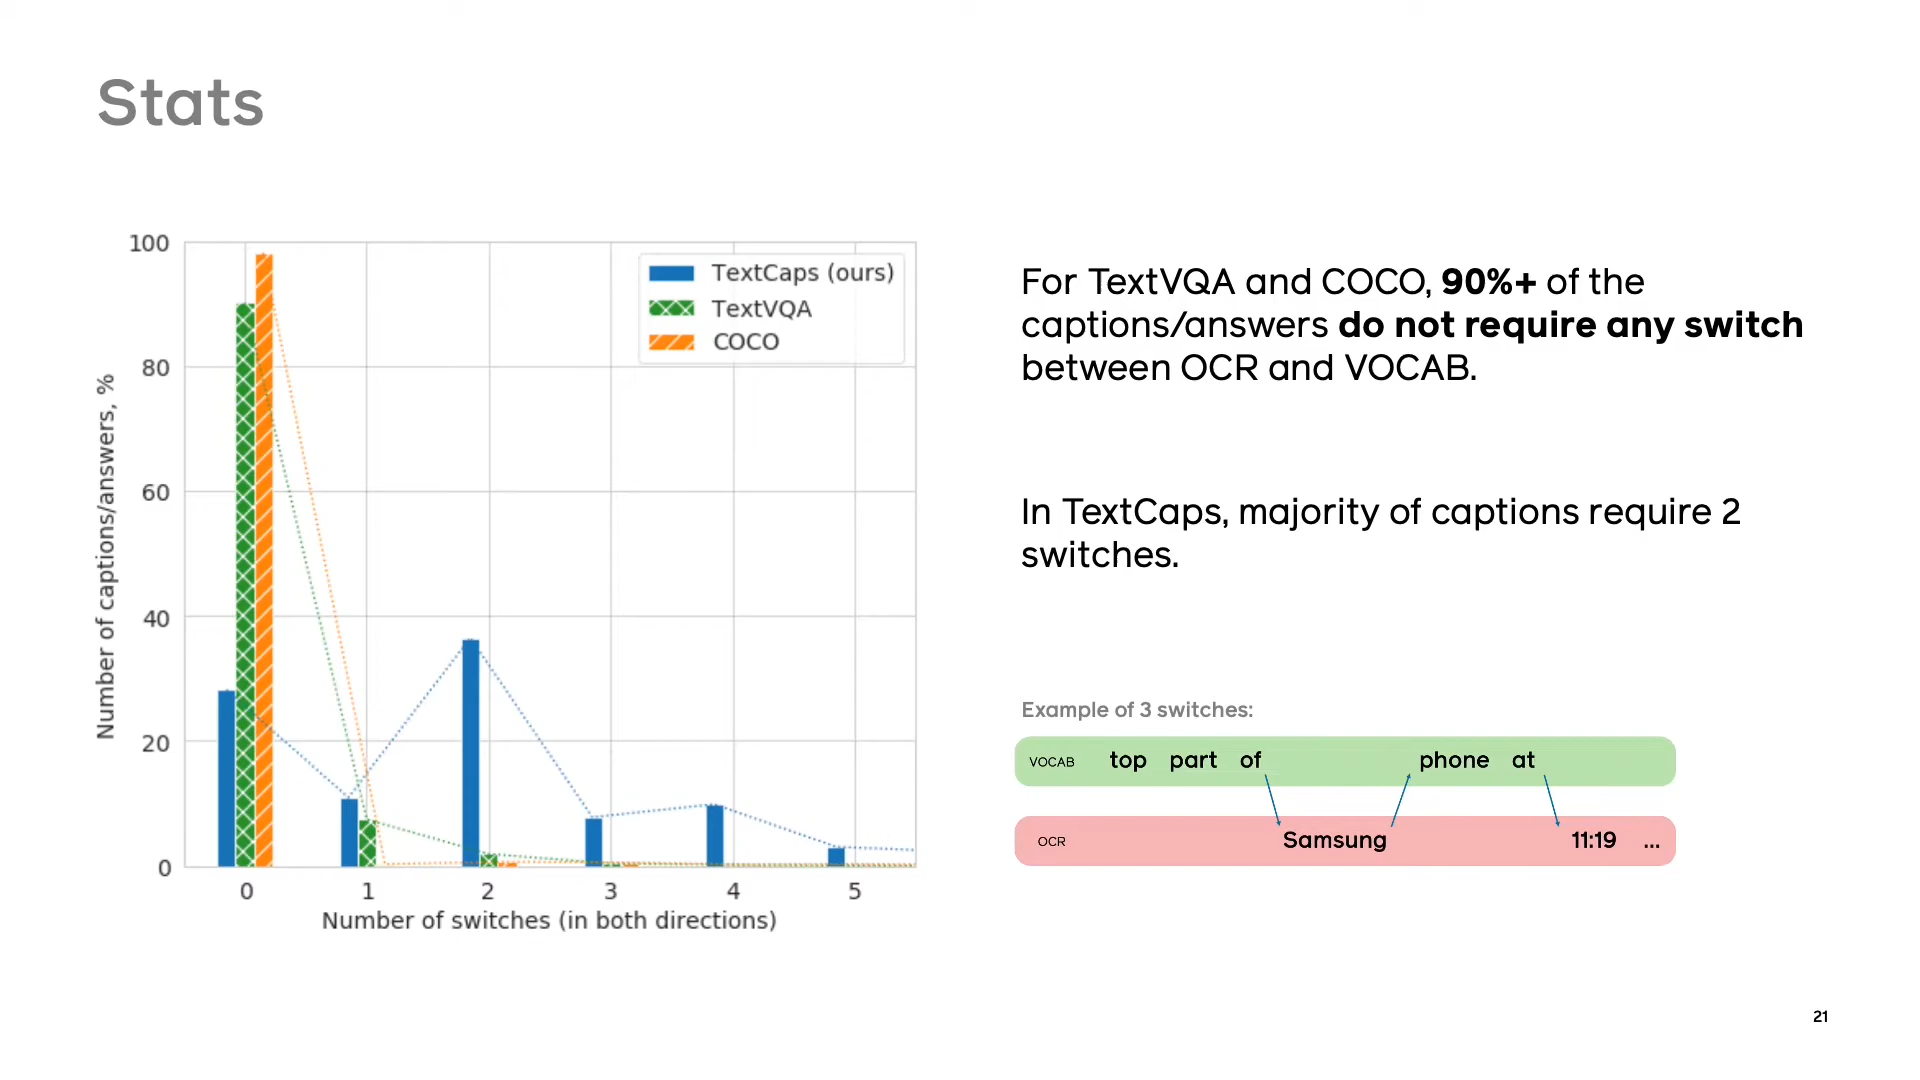 Stats
100
80
60
40
20
0
Number of captions/answers, %
TextCaps (ours)
TextVQA
COCO
0 1 2 3 4 5
Number of switches (in both directions)
For TextVQA and COCO, 90%+ of the
captions/answers do not require any switch
between OCR and VOCAB.
In TextCaps, majority of captions require 2
switches.
Example of 3 switches:
VOCAB top part of phone at
OCR Samsung 11:19 ...
21